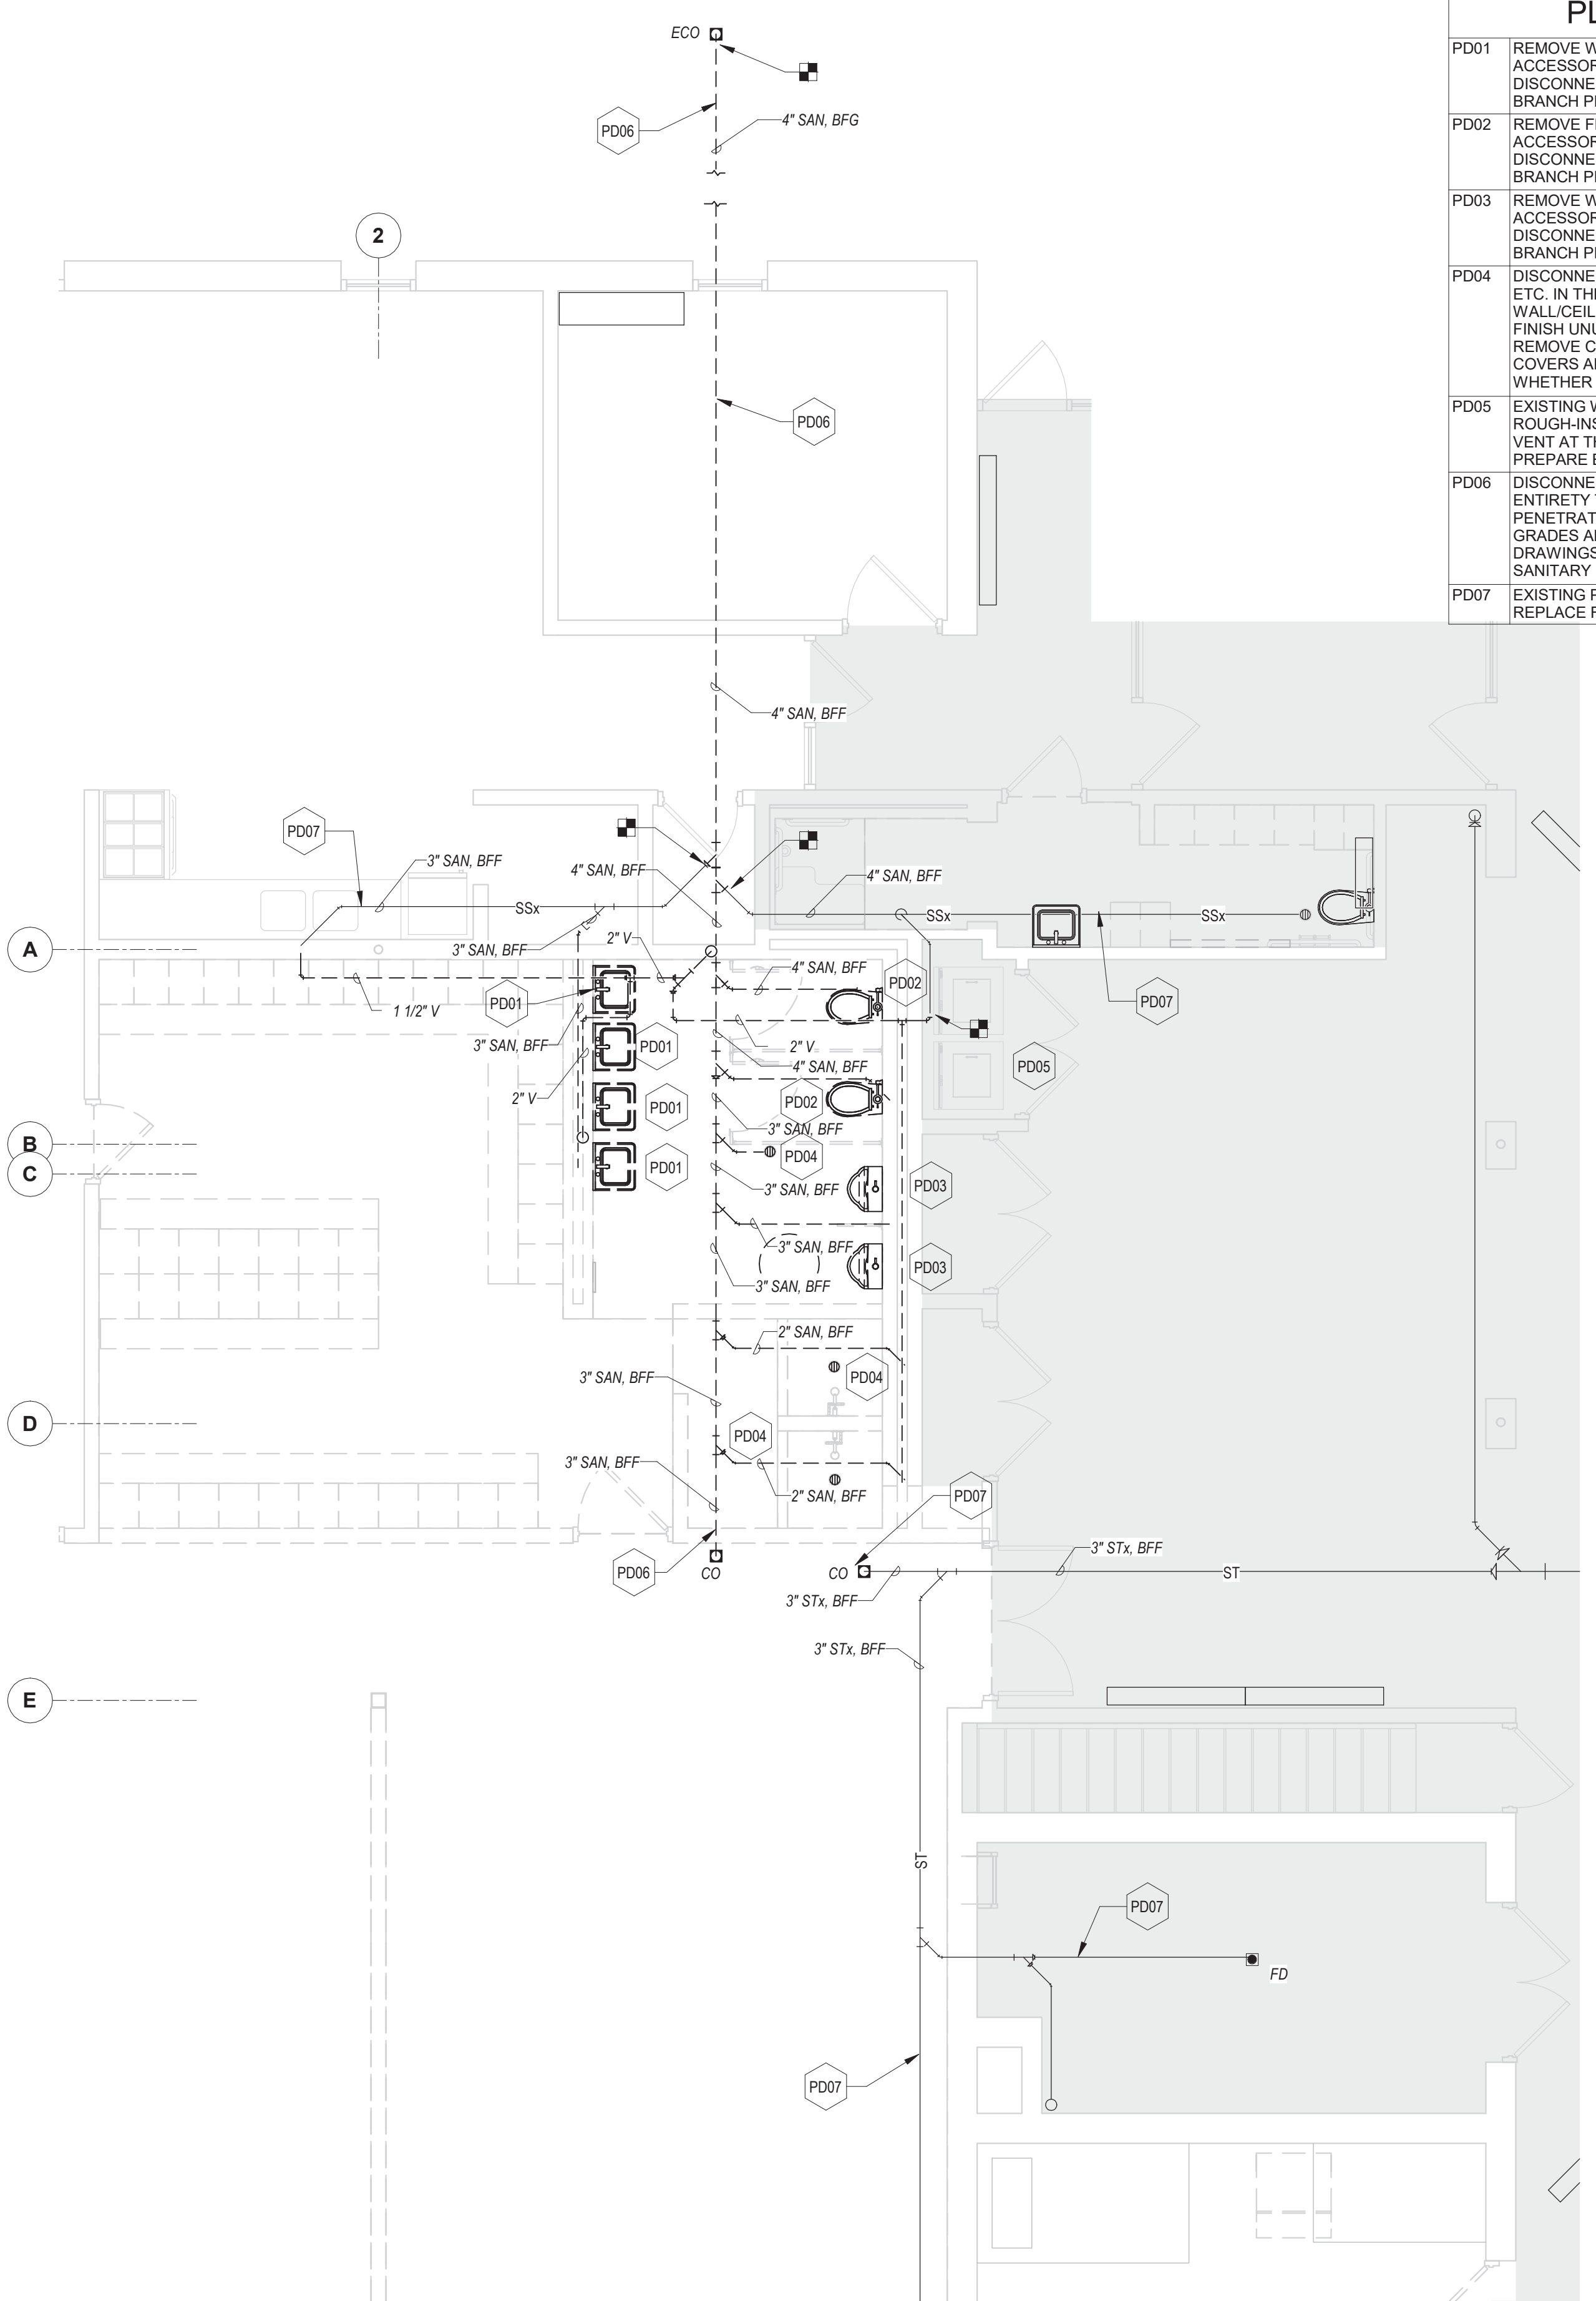 PL
PD01 REMOVE W
ACCESSOR
DISCONNE
BRANCH PI
PD02 REMOVE F
ACCESSOR
DISCONNE
BRANCH PI
PD03 REMOVE W
ACCESSOR
DISCONNE
BRANCH PI
PD04 DISCONNE
ETC. IN TH
WALL/CEIL
FINISH UNU
REMOVE C
COVERS A
WHETHER
PD05 EXISTING W
ROUGH-INS
VENT AT TH
PREPARE
PD06 DISCONNE
ENTIRETY
PENETRAT
GRADES A
DRAWINGS
SANITARY
PD07 EXISTING P
REPLACE F
ECO
PD06
4" SAN, BFG
2
PD06
4" SAN, BFF
PD07
3" SAN, BFF
4" SAN, BFF
4" SAN, BFF
SSx
SSx
SSx
A
3" SAN, BFF
2" V
4" SAN, BFF
PD02
PD01
1 1/2" V
PD07
3" SAN, BFF
PD01
2" V
4" SAN, BFF
PD05
2" V
PD01
PD02
3" SAN, BFF
B
PD04
C
PD01
3" SAN, BFF
PD03
3" SAN, BFF
PD03
3" SAN, BFF
2" SAN, BFF
3" SAN, BFF
PD04
D
PD04
3" SAN, BFF
2" SAN, BFF
PD07
3" STx, BFF
PD06
CO
CO
ST
3" STx, BFF
3" STx, BFF
E
ST
PD07
FD
PD07